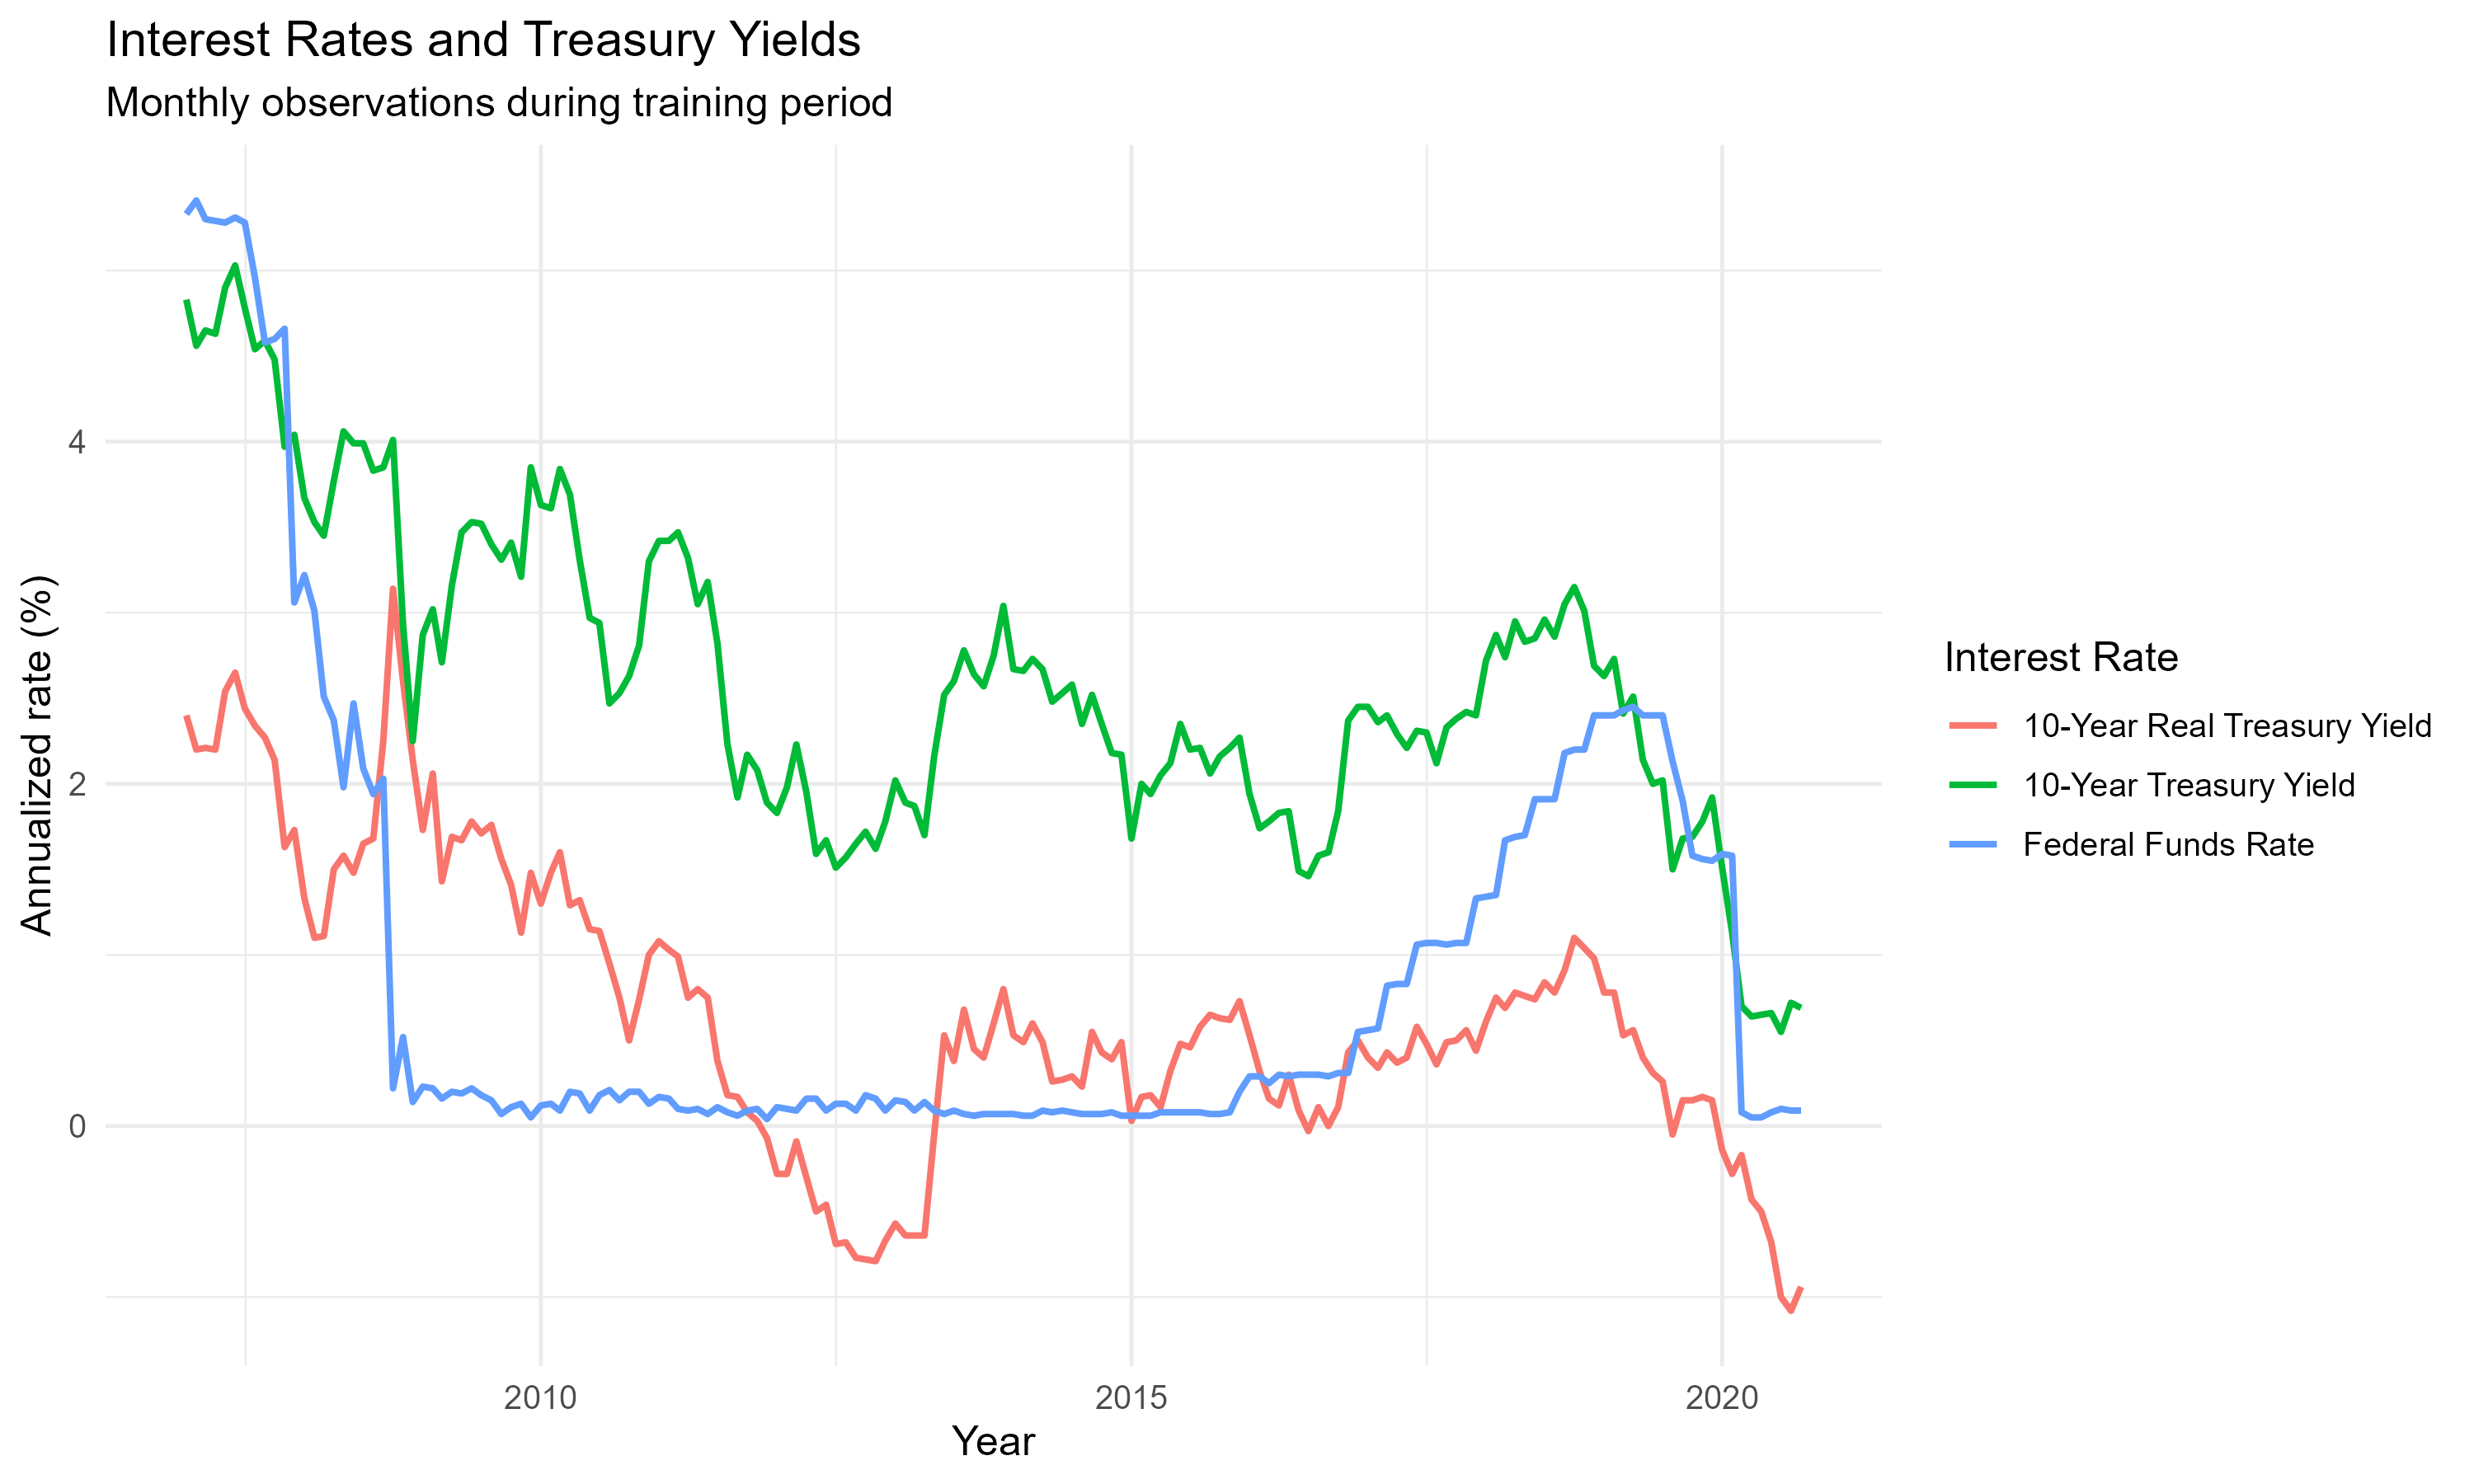 Interest Rates and Treasury Yields
Monthly observations during training period
Annualized rate (%)
4
2
0
2010
2015
2020
Year
Interest Rate
10-Year Real Treasury Yield
10-Year Treasury Yield
Federal Funds Rate